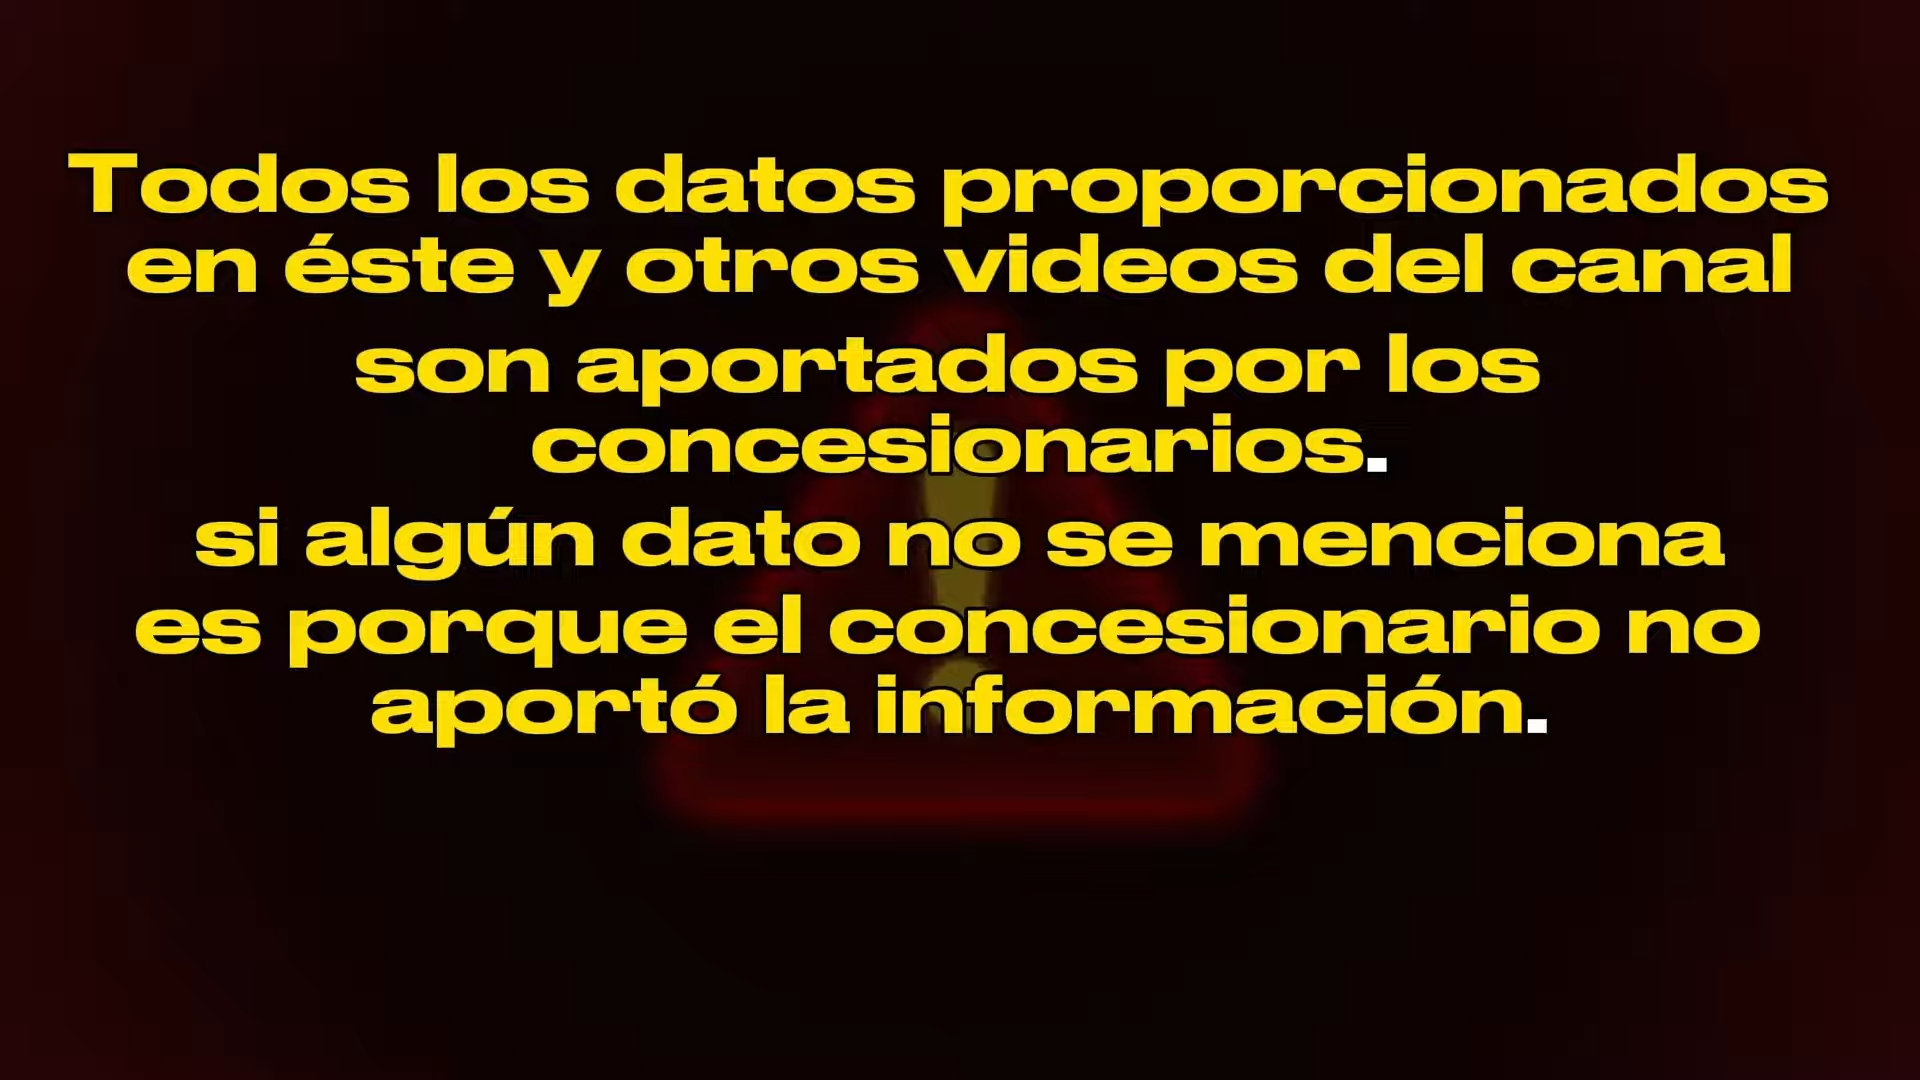 Todos los datos proporcionados
en éste y otros videos del canal
son aportados por los
concesionarios.
si algún dato no se menciona
es porque el concesionario no
aportó la información.